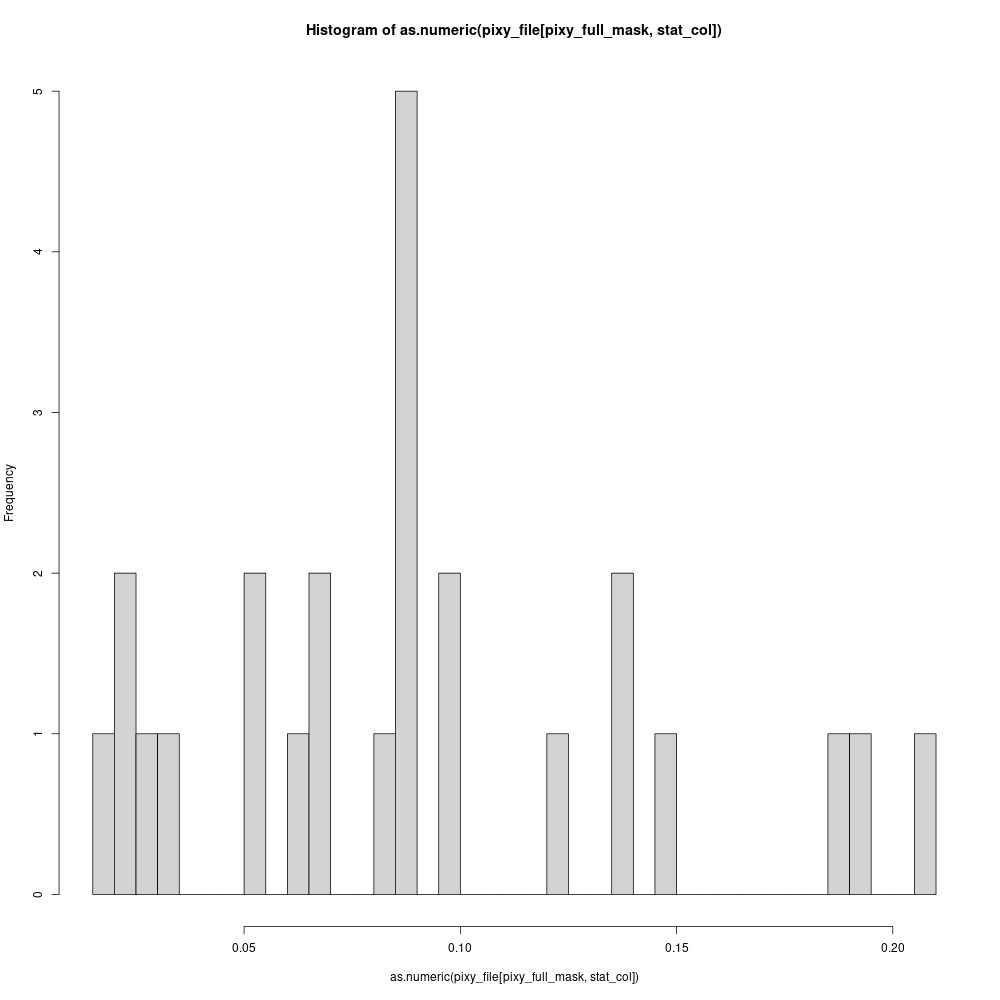 Histogram of as.numeric(pixy_file[pixy_full_mask, stat_col])
5
4
3
2
1
0
Frequency
0.05 0.10 0.15 0.20
as.numeric(pixy_file[pixy_full_mask, stat_col])